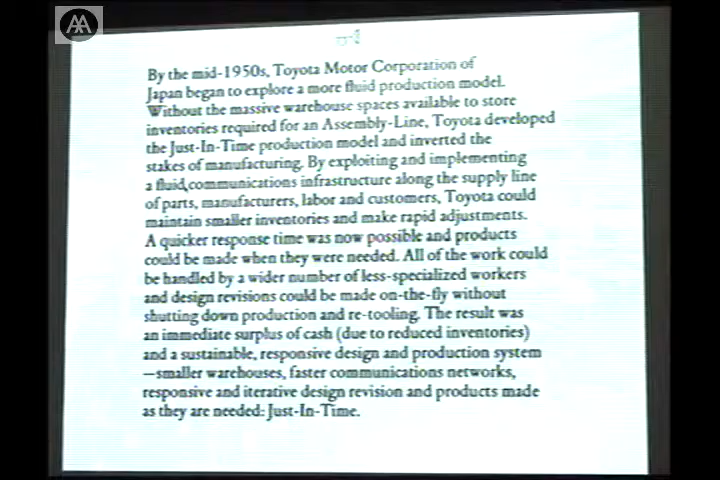 AA
By the mid-1950s, Toyota Motor Corporation of
Japan began to explore a more fluid production model.
Without the massive warehouse spaces available to store
inventories required for an Assembly-Line, Toyota developed
the Just-In-Time production model and inverted the
stakes of manufacturing. By exploiting and implementing
a fluid communications infrastructure along the supply line
of parts, manufacturers, labor and customers, Toyota could
maintain smaller inventories and make rapid adjustments.
A quicker response time was now possible and products
could be made when they were needed. All of the work could
be handled by a wider number of less-specialized workers
and design revisions could be made on-the-fly without
shutting down production and re-tooling. The result was
an immediate surplus of cash (due to reduced inventories)
and a sustainable, responsive design and production system
—smaller warehouses, faster communications networks,
responsive and iterative design revision and products made
as they are needed: Just-In-Time.